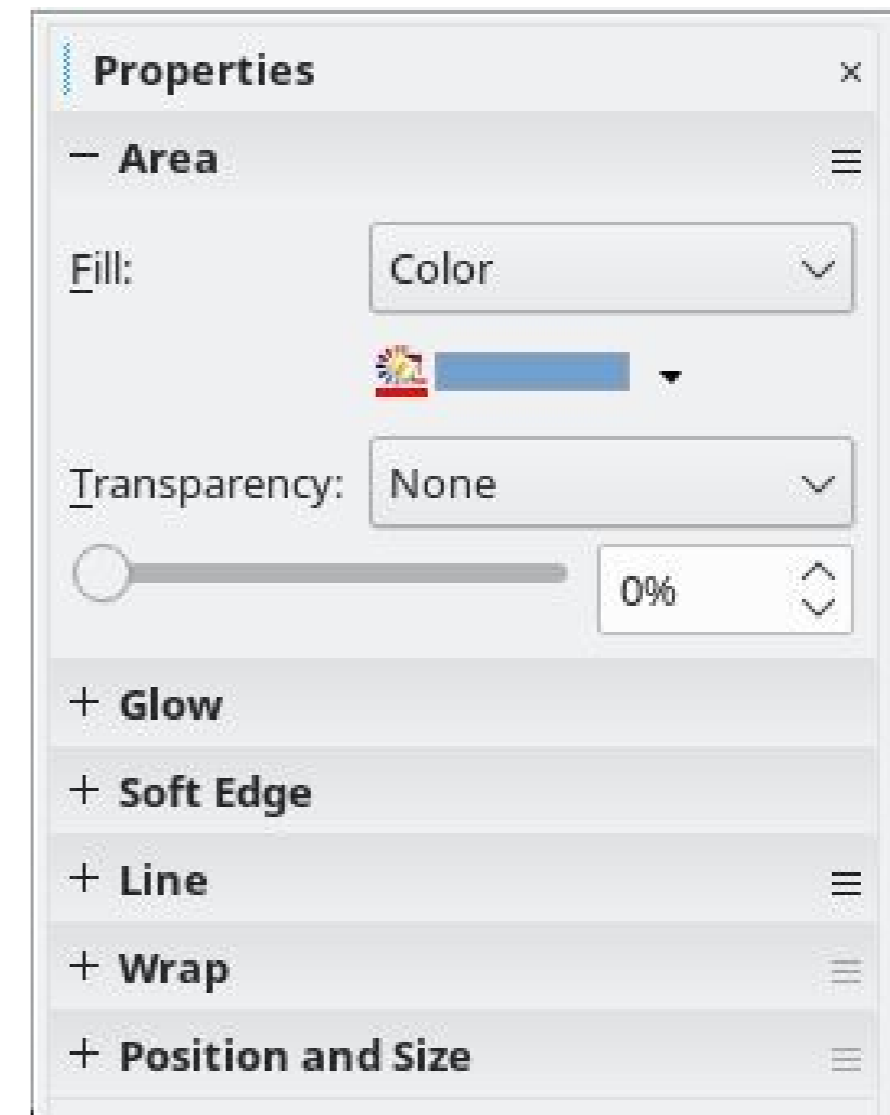 Properties
Area
Fill: Color
Transparency: None
0%
Glow
Soft Edge
Line
Wrap
Position and Size